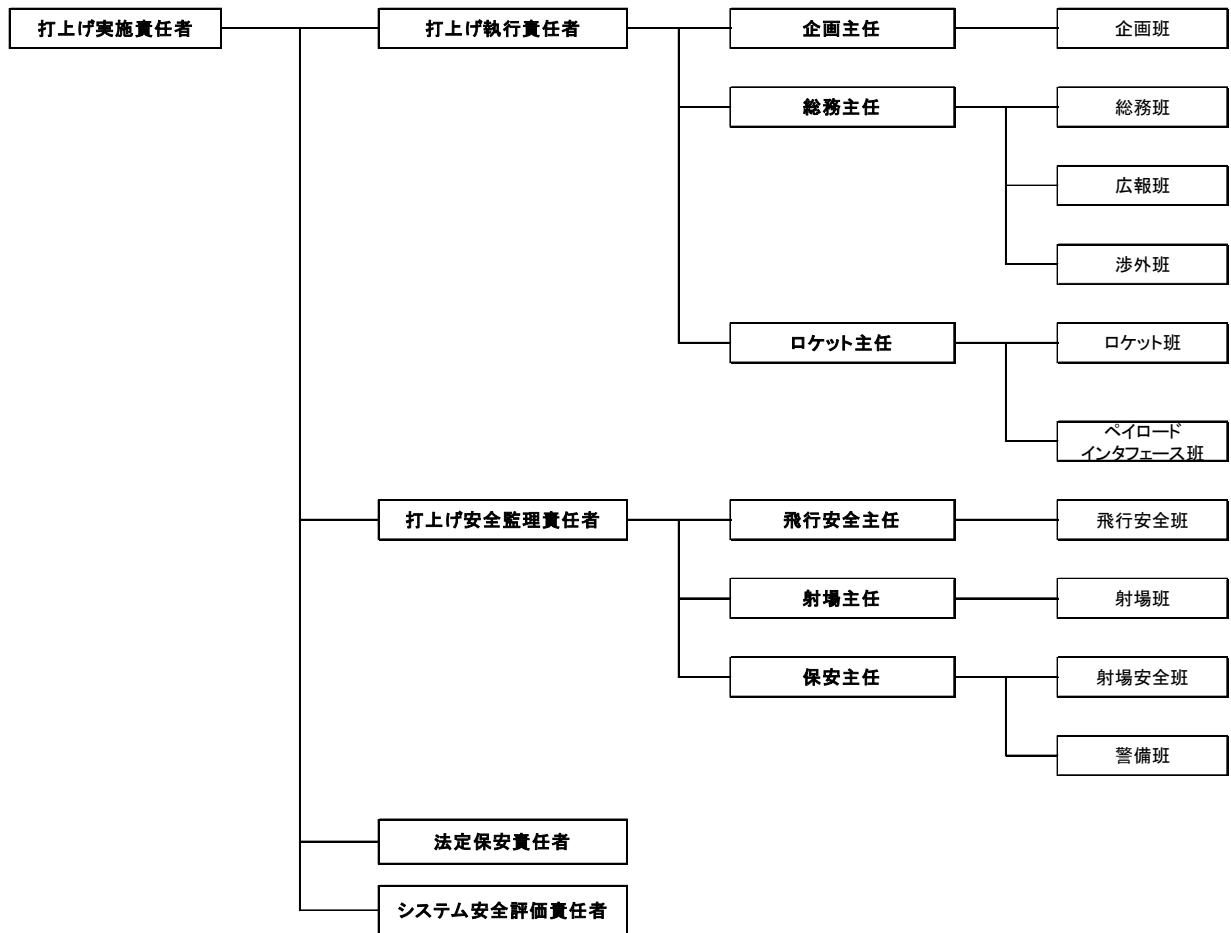 打上げ実施責任者
打上げ執行責任者
企画主任
企画班
総務主任
総務班
広報班
渉外班
ロケット主任
ロケット班
ペイロード
インタフェース班
打上げ安全監理責任者
飛行安全主任
飛行安全班
射場主任
射場班
保安主任
射場安全班
警備班
法定保安責任者
システム安全評価責任者